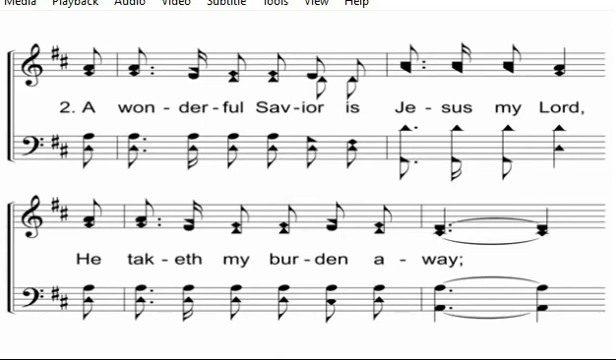 Media Playback Audio Video Subtitle Tools View Help
2. A won - der - ful Sav - ior is Je - sus my Lord,
He tak - eth my bur - den a - way;